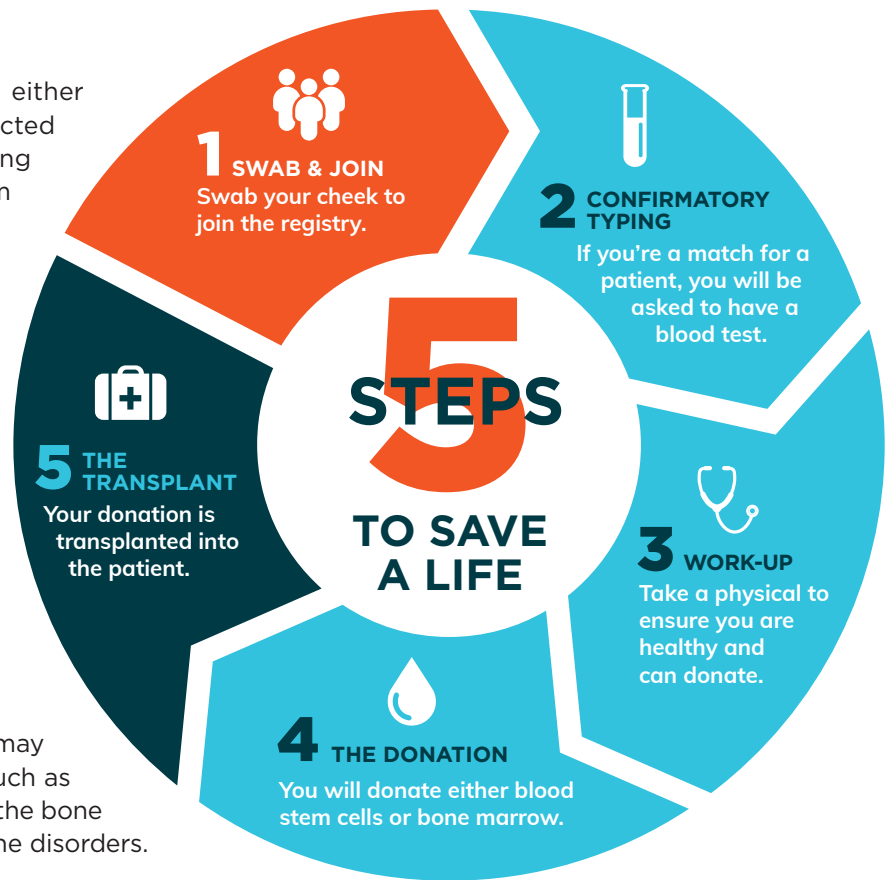 either
cted
ing
1 SWAB & JOIN
Swab your cheek to
join the registry.
2 CONFIRMATORY
TYPING
If you’re a match for a
patient, you will be
asked to have a
blood test.
3 WORK-UP
Take a physical to
ensure you are
healthy and
can donate.
4 THE DONATION
You will donate either blood
stem cells or bone marrow.
5 THE
TRANSPLANT
Your donation is
transplanted into
the patient.
5
STEPS
TO SAVE
A LIFE
may
uch as
the bone
ne disorders.